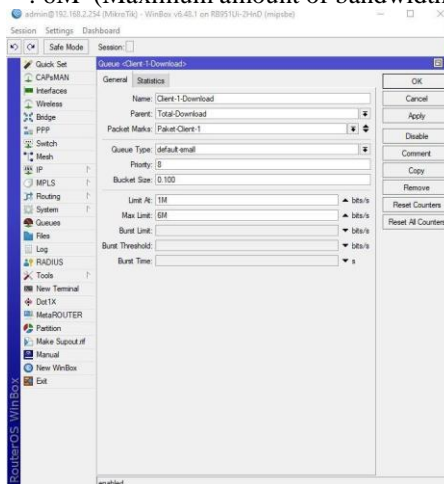 : 6M (Maximum amount of bandwidth
admin@192.168.2.254 (MikroTik) - WinBox v6.48.1 on RB951Ui-2HnD (mipsbe)
Session Settings Dashboard
Safe Mode Session:
Quick Set
CAPsMAN
Interfaces
Wireless
Bridge
PPP
Switch
Mesh
IP
MPLS
Routing
System
Queues
Files
Log
RADIUS
Tools
New Terminal
Dot1X
MetaROUTER
Partition
Make Supout.rif
Manual
New WinBox
Exit
RouterOS WinBox
Queue <Client-1-Download>
General Statistics
Name: Client-1-Download
Parent: Total-Download
Packet Marks: Paket-Client-1
Queue Type: default-small
Priority: 8
Bucket Size: 0.100
Limit At: 1M bits/s
Max Limit: 6M bits/s
Burst Limit: bits/s
Burst Threshold: bits/s
Burst Time: s
OK
Cancel
Apply
Disable
Comment
Copy
Remove
Reset Counters
Reset All Counters
enabled